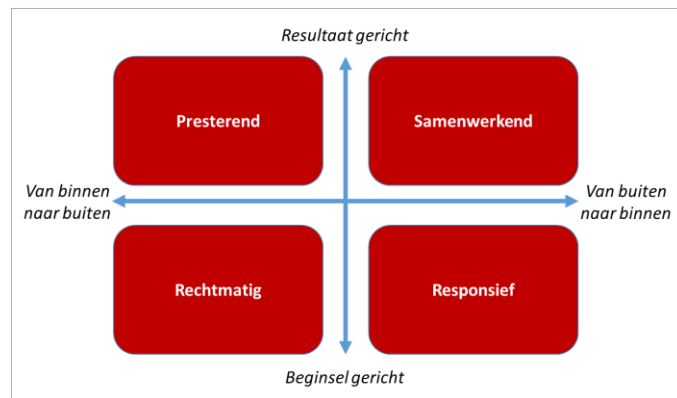 Resultaat gericht
Presterend
Samenwerkend
Van binnen
naar buiten
Van buiten
naar binnen
Rechtmatig
Responsief
Beginsel gericht